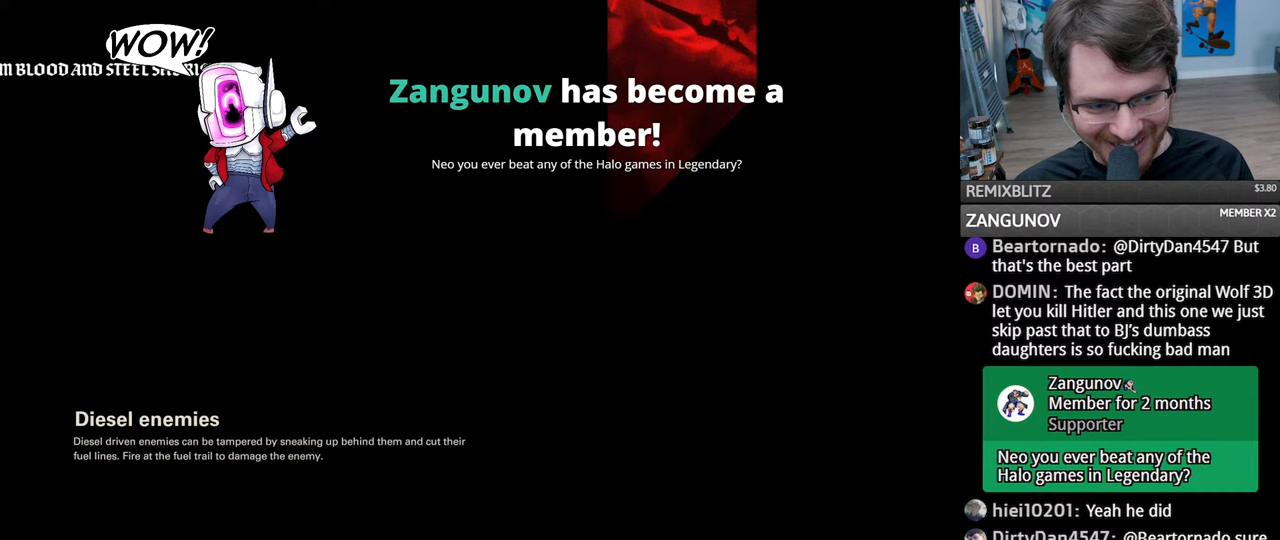 WOW!
M BLOOD AND STEEL SHE RIS
Zangunov has become a
member!
Neo you ever beat any of the Halo games in Legendary?
Diesel enemies
Diesel driven enemies can be tampered by sneaking up behind them and cut their
fuel lines. Fire at the fuel trail to damage the enemy.
REMIXBLITZ $3.80
ZANGUNOV MEMBER X2
B Beartornado: @DirtyDan4547 But
that's the best part
DOMIN: The fact the original Wolf 3D
let you kill Hitler and this one we just
skip past that to BJ's dumbass
daughters is so fucking bad man
Zangunov
Member for 2 months
Supporter
Neo you ever beat any of the
Halo games in Legendary?
hiei10201: Yeah he did
DirtyDan4547: @Beartornado sure